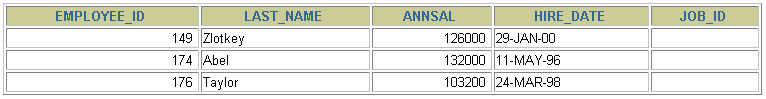 EMPLOYEE_ID LAST_NAME ANNSAL HIRE_DATE JOB_ID
149 Zlotkey 126000 29-JAN-00
174 Abel 132000 11-MAY-96
176 Taylor 103200 24-MAR-98